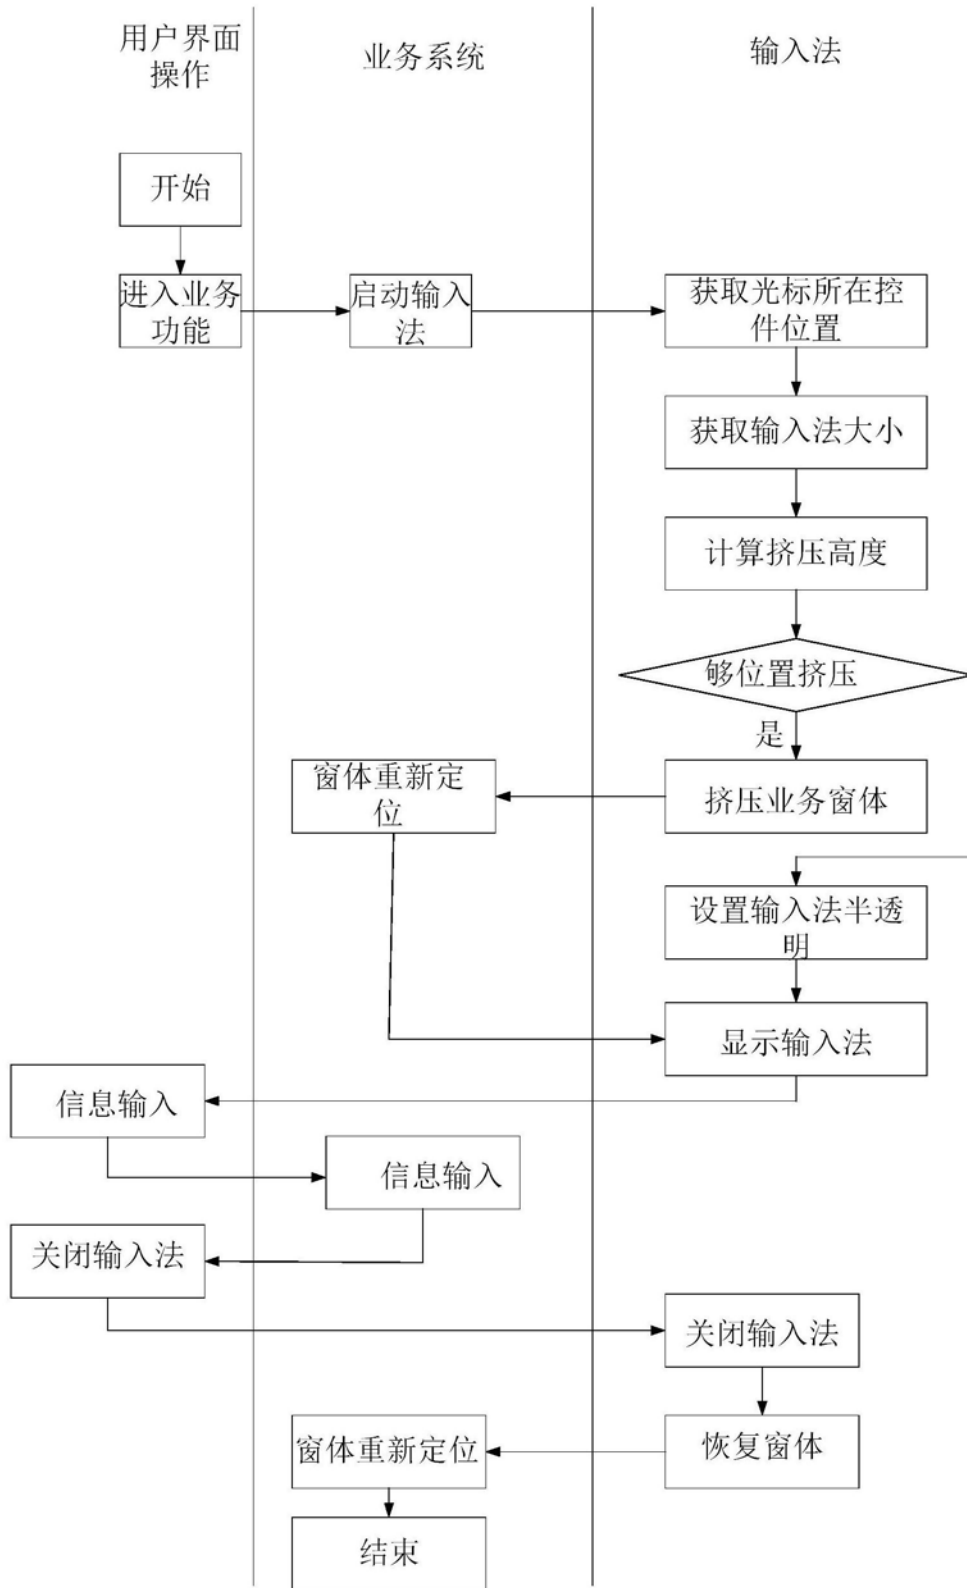 用户界面
操作
业务系统
输入法
开始
进入业务
功能
启动输入
法
获取光标所在控
件位置
获取输入法大小
计算挤压高度
够位置挤压
是
窗体重新定
位
挤压业务窗体
设置输入法半透
明
显示输入法
信息输入
信息输入
关闭输入法
关闭输入法
窗体重新定位
恢复窗体
结束